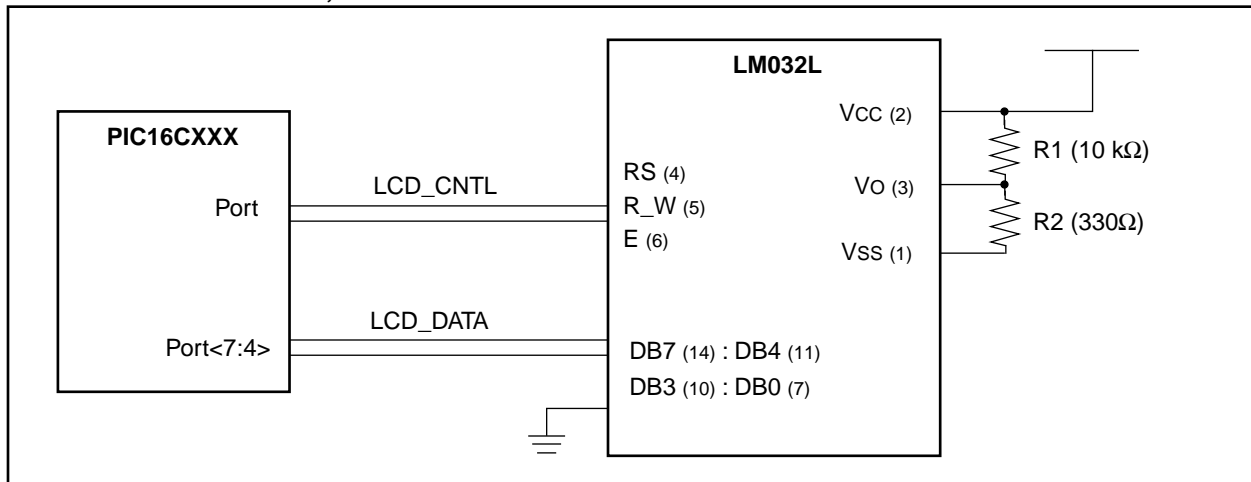 LM032L
PIC16CXXX
Port
Port<7:4>
LCD_CNTL
LCD_DATA
RS (4)
R_W (5)
E (6)
DB7 (14) : DB4 (11)
DB3 (10) : DB0 (7)
VCC (2)
VO (3)
VSS (1)
R1 (10 kΩ)
R2 (330Ω)